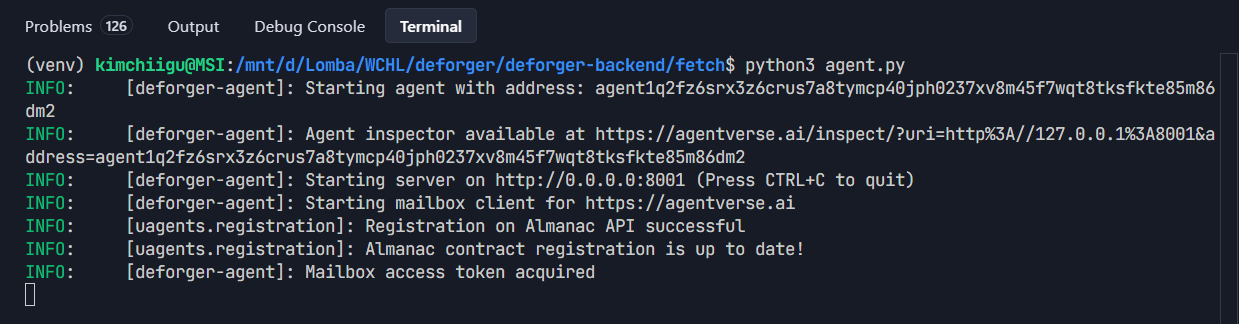 Problems 126 Output Debug Console Terminal
(venv) kimchiigu@MSI:/mnt/d/Lomba/WCHL/deforger/deforger-backend/fetch$ python3 agent.py
INFO:     [deforger-agent]: Starting agent with address: agent1q2fz6srx3z6crus7a8tymcp40jph0237xv8m45f7wqt8tksfkte85m86
dm2
INFO:     [deforger-agent]: Agent inspector available at https://agentverse.ai/inspect/?uri=http%3A//127.0.0.1%3A8001&a
ddress=agent1q2fz6srx3z6crus7a8tymcp40jph0237xv8m45f7wqt8tksfkte85m86dm2
INFO:     [deforger-agent]: Starting server on http://0.0.0.0:8001 (Press CTRL+C to quit)
INFO:     [deforger-agent]: Starting mailbox client for https://agentverse.ai
INFO:     [uagents.registration]: Registration on Almanac API successful
INFO:     [uagents.registration]: Almanac contract registration is up to date!
INFO:     [deforger-agent]: Mailbox access token acquired